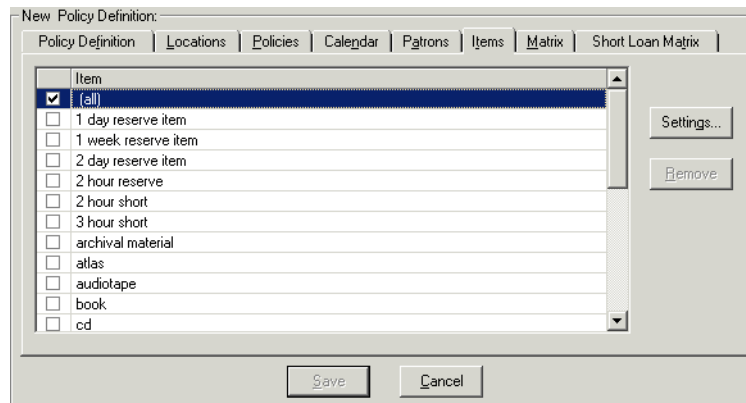 New Policy Definition:
Policy Definition Locations Policies Calendar Patrons Items Matrix Short Loan Matrix
Item
(all)
1 day reserve item
Settings...
1 week reserve item
2 day reserve item
Remove
2 hour reserve
2 hour short
3 hour short
archival material
atlas
audiotape
book
cd
Save Cancel